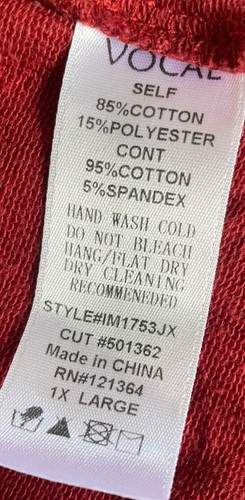 VOCAL
SELF
85%COTTON
15%POLYESTER
CONT
95%COTTON
5%SPANDEX
HAND WASH COLD
DO NOT BLEACH
HANG/FLAT DRY
DRY CLEANING
RECOMMENEDED
STYLE#IM1753JX
CUT #501362
Made in CHINA
RN#121364
1X LARGE